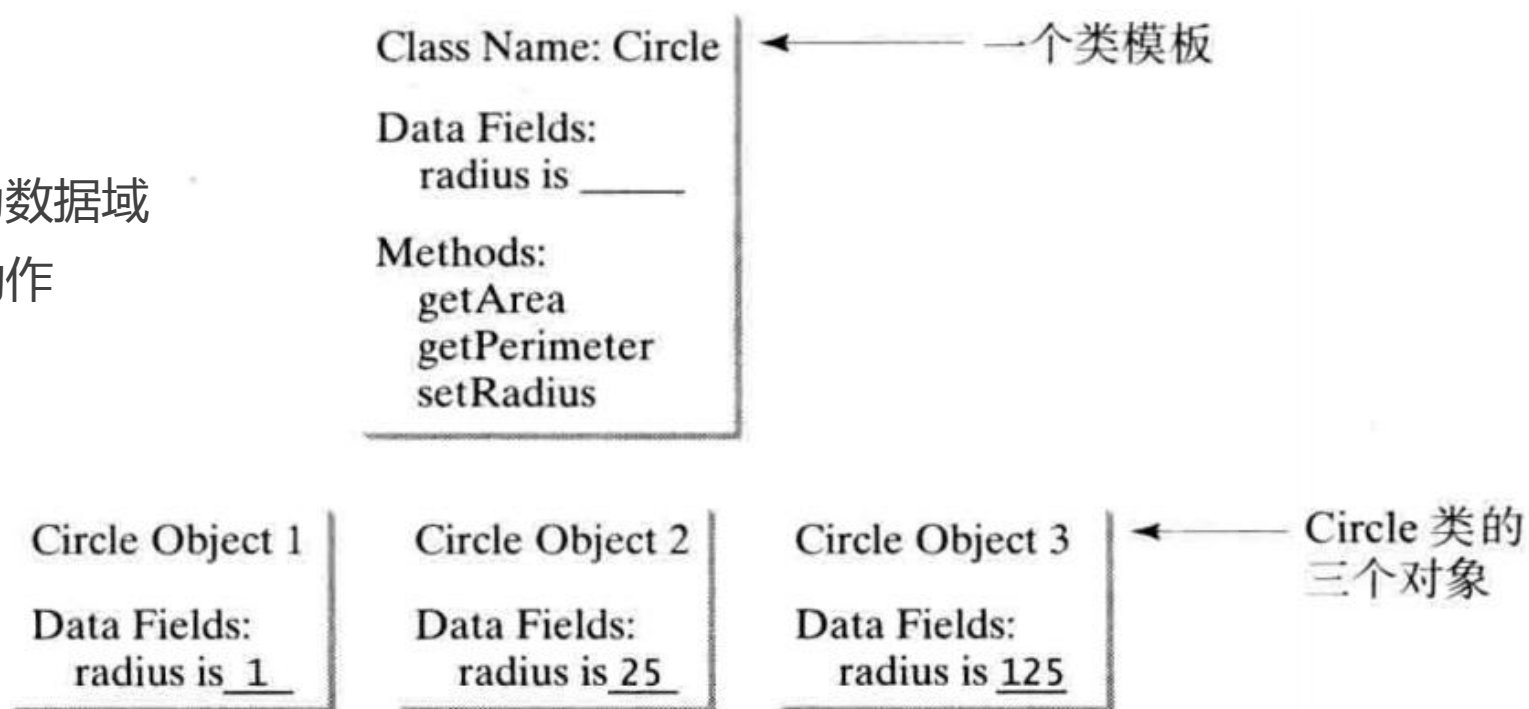 Class Name: Circle
一个类模板
Data Fields:
radius is
数据域
Methods:
作
getArea
getPerimeter
setRadius
Circle Object 1
Circle Object 2
Circle Object 3
Circle 类的
三个对象
Data Fields:
radius is 1
Data Fields:
radius is 25
Data Fields:
radius is 125